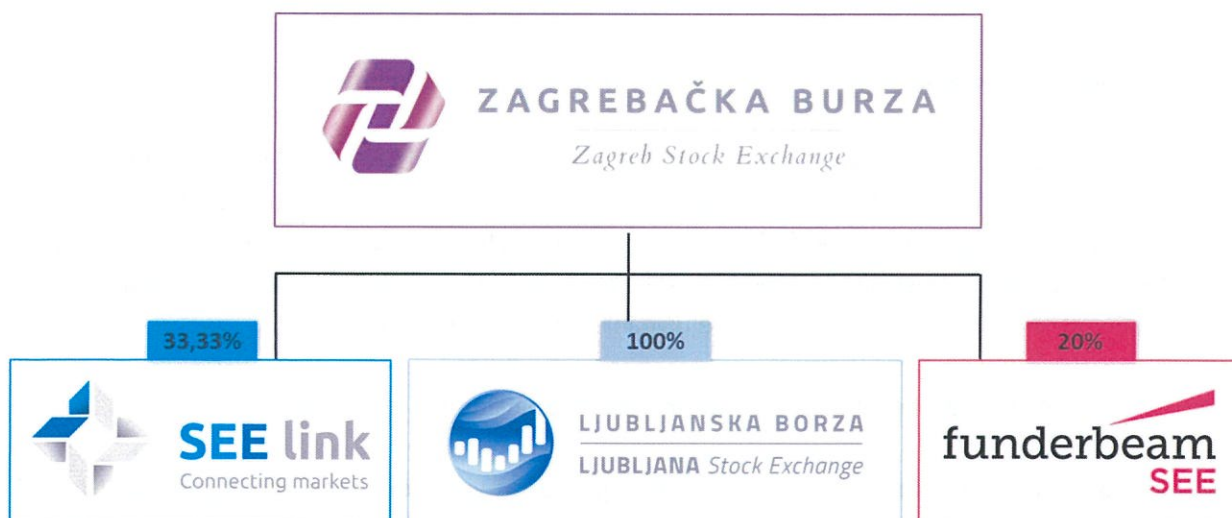 ZAGREBAČKA BURZA
Zagreb Stock Exchange
33,33%
100%
20%
SEE link
Connecting markets
LJUBLJANSKA BORZA
LJUBLJANA Stock Exchange
funderbeam
SEE